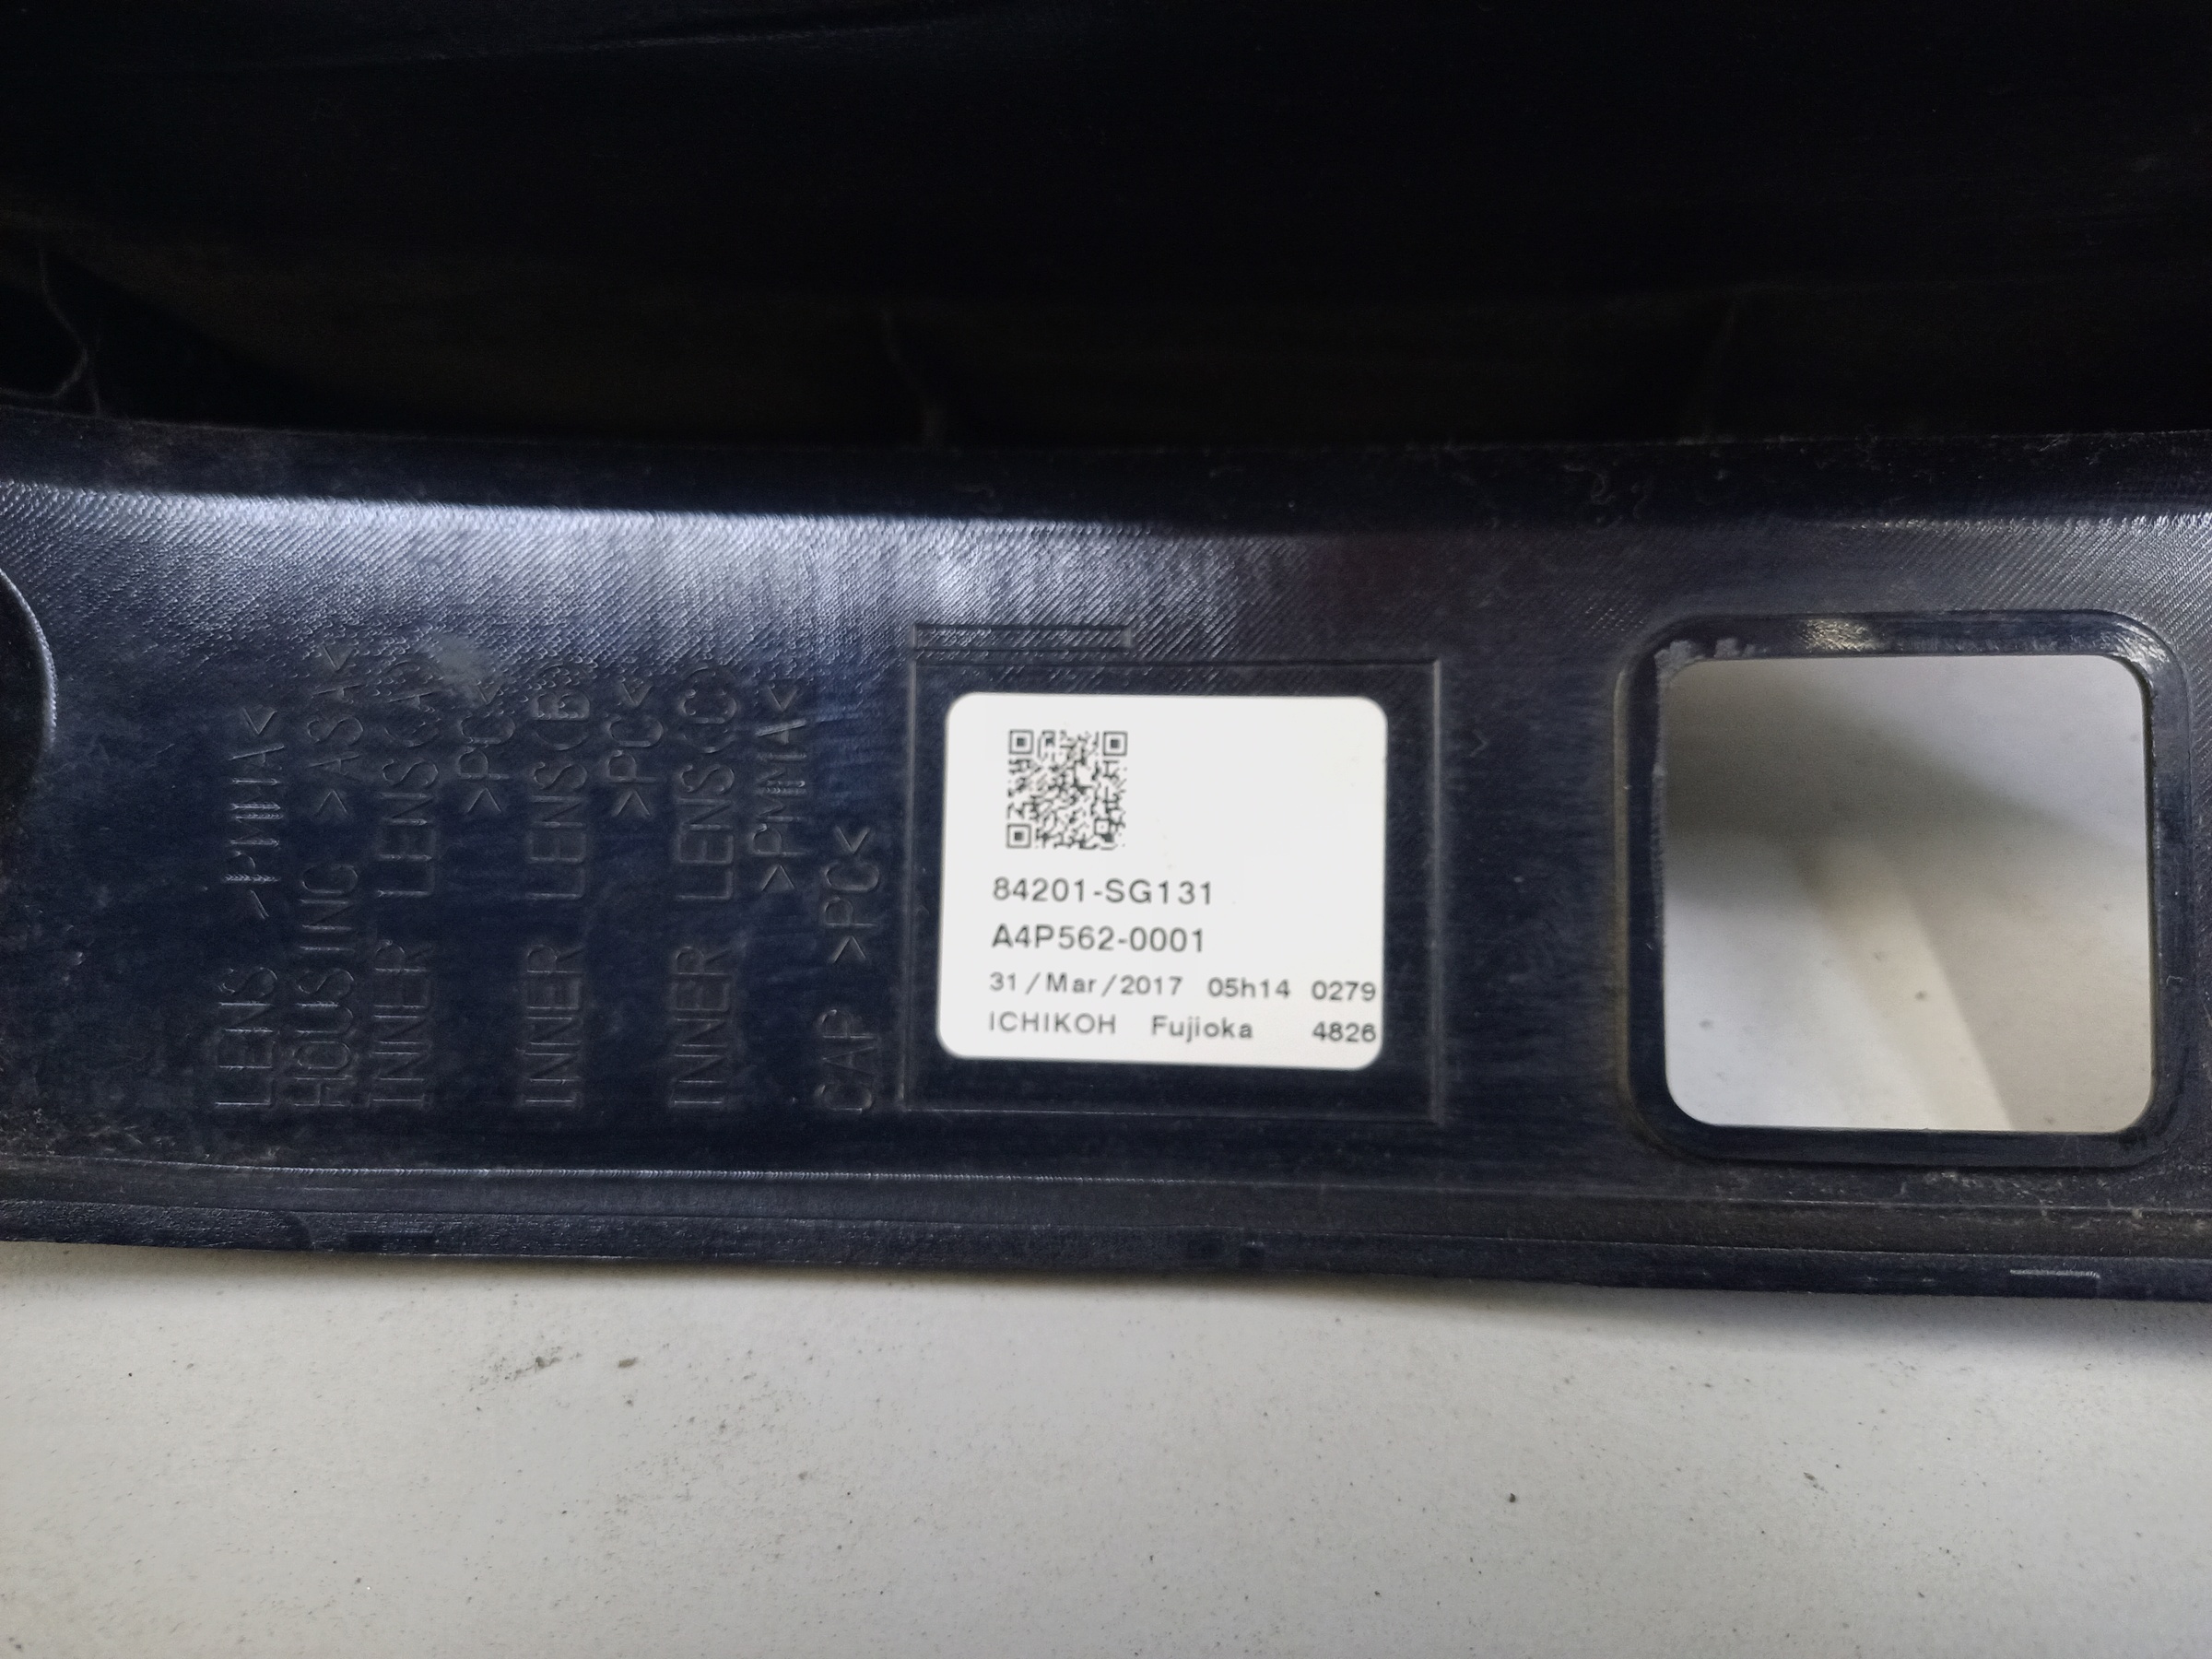 LENS >PMMA<
HOUSING >ASA<
INNER LENS(A)
>PC<
INNER LENS(B)
>PC<
INNER LENS(C)
>PMMA<
CAP >PC<
84201-SG131
A4P562-0001
31/Mar/2017 05h14 0279
ICHIKOH Fujioka 4826